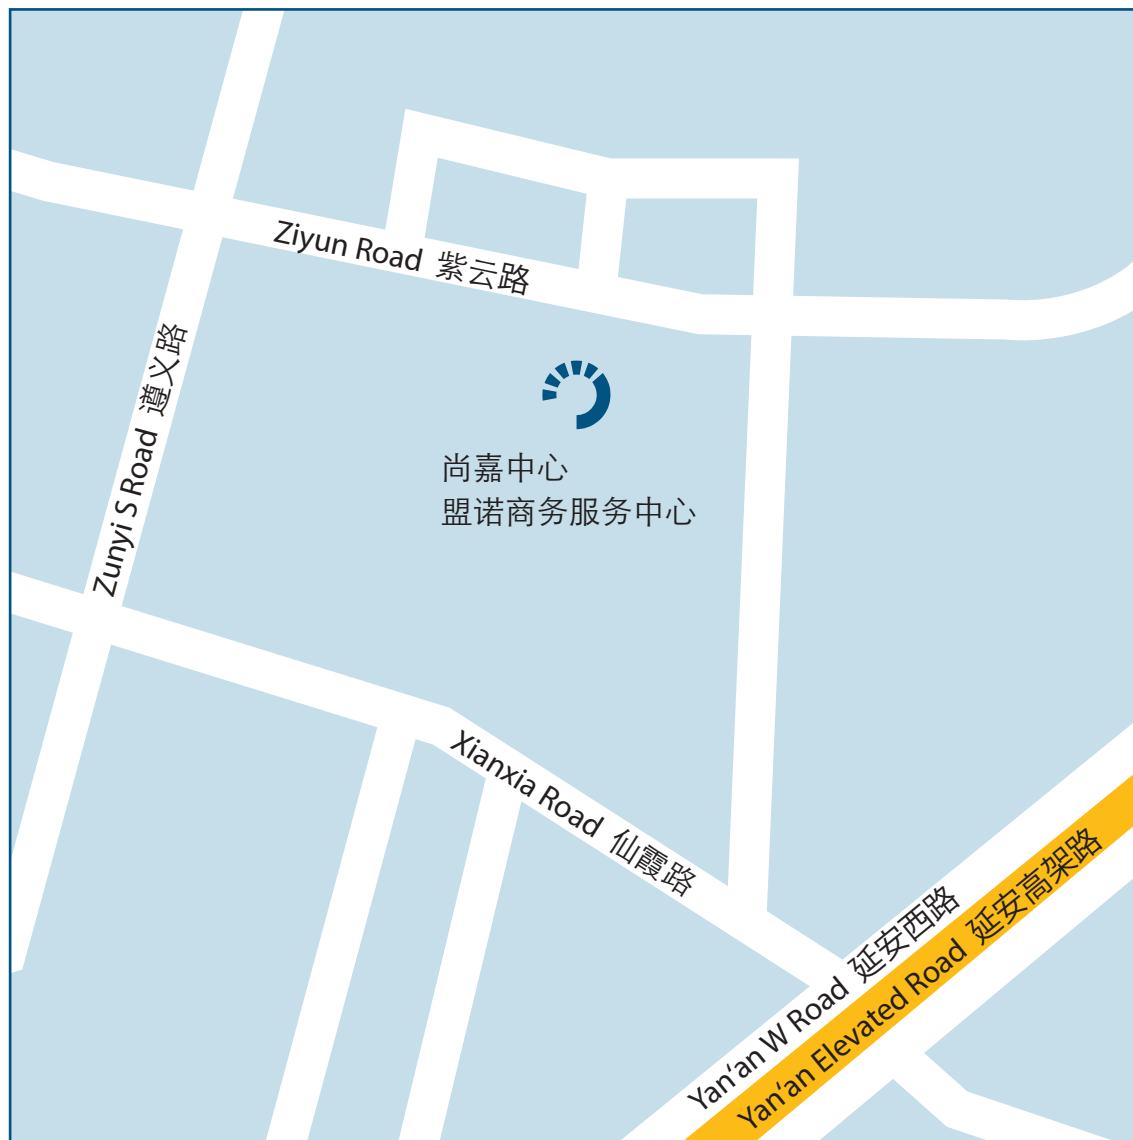 Ziyun Road 紫云路
Zunyi S Road 遵义路
尚嘉中心
盟诺商务服务中心
Xianxia Road 仙霞路
Yan‘an W Road 延安西路
Yan‘an Elevated Road 延安高架路